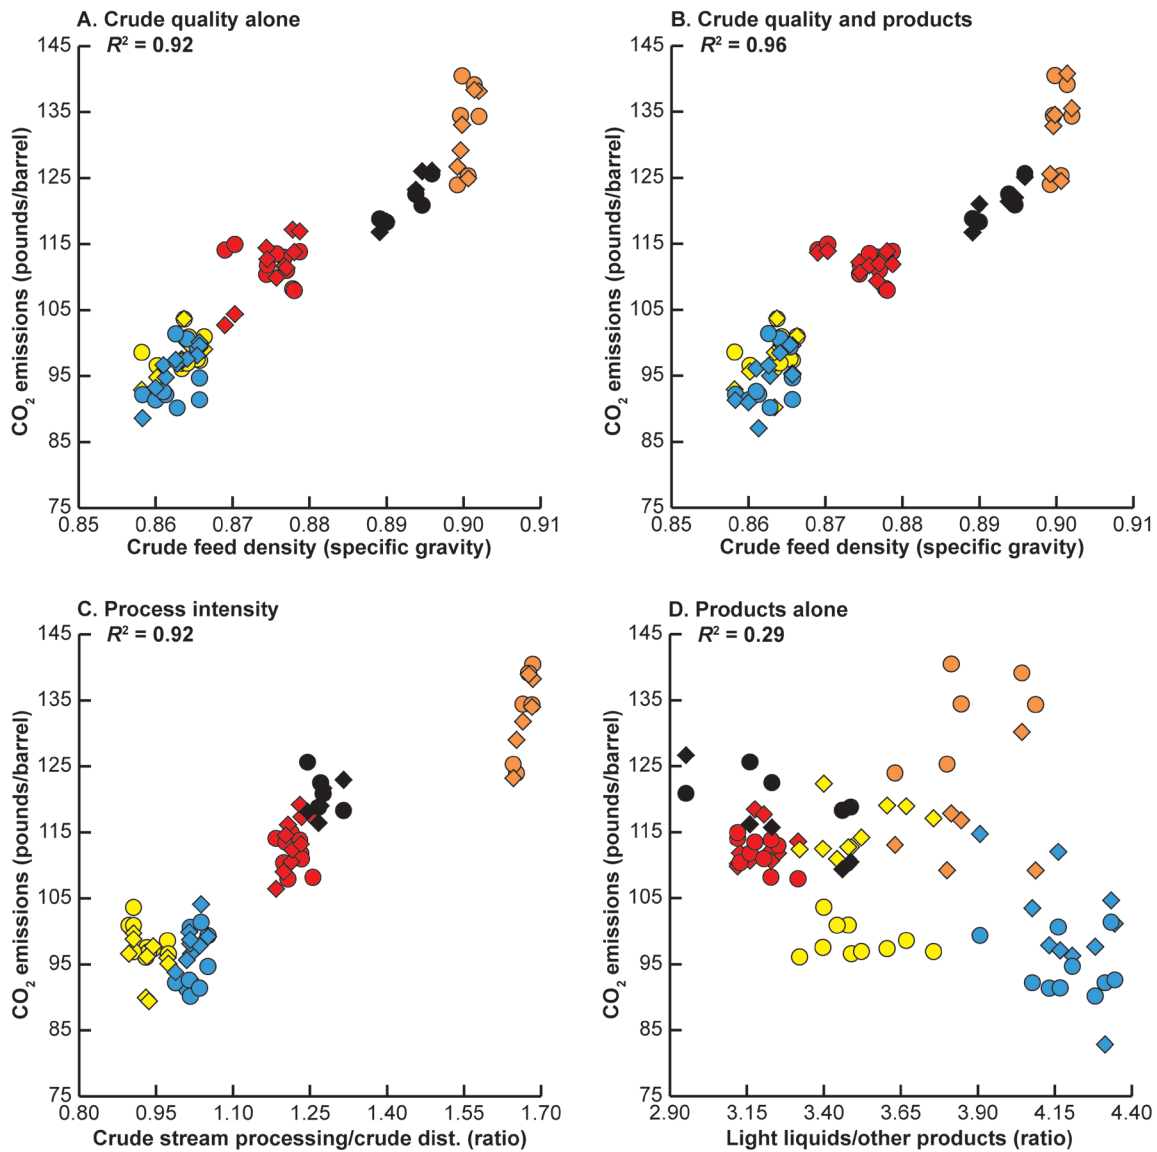 A. Crude quality alone
R² = 0.92
145
135
125
115
105
95
85
75
CO₂ emissions (pounds/barrel)
0.85 0.86 0.87 0.88 0.89 0.90 0.91
Crude feed density (specific gravity)
B. Crude quality and products
R² = 0.96
145
135
125
115
105
95
85
75
CO₂ emissions (pounds/barrel)
0.85 0.86 0.87 0.88 0.89 0.90 0.91
Crude feed density (specific gravity)
C. Process intensity
R² = 0.92
145
135
125
115
105
95
85
75
CO₂ emissions (pounds/barrel)
0.80 0.95 1.10 1.25 1.40 1.55 1.70
Crude stream processing/crude dist. (ratio)
D. Products alone
R² = 0.29
145
135
125
115
105
95
85
75
CO₂ emissions (pounds/barrel)
2.90 3.15 3.40 3.65 3.90 4.15 4.40
Light liquids/other products (ratio)